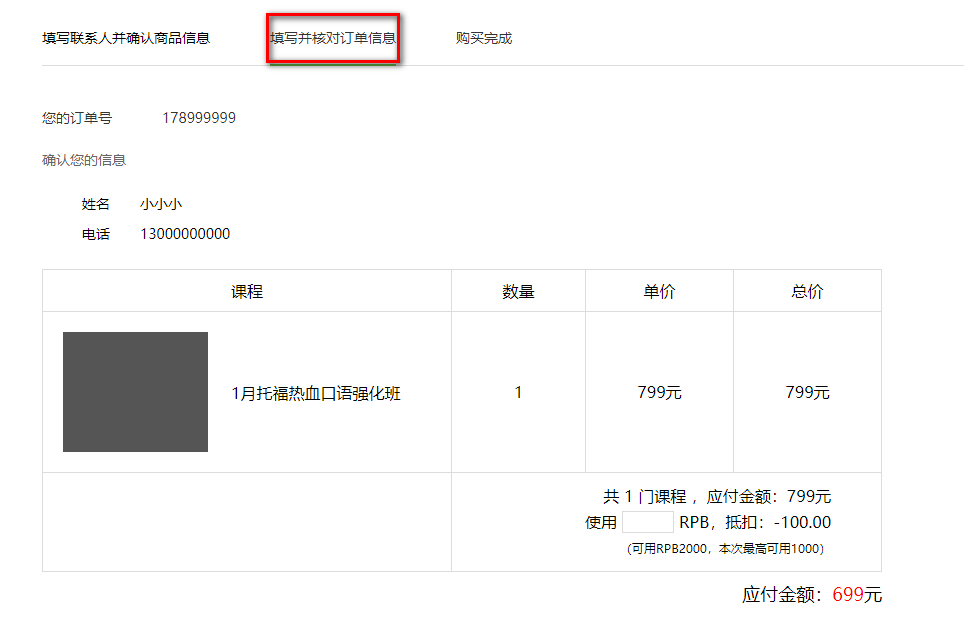 填写联系人并确认商品信息 填写并核对订单信息 购买完成
您的订单号 178999999
确认您的信息
姓名 小小小
电话 13000000000
课程 数量 单价 总价
1月托福热血口语强化班 1 799元 799元
共 1 门课程 ，应付金额：799元
使用 RPB，抵扣：-100.00
(可用RPB2000，本次最高可用1000）
应付金额：699元